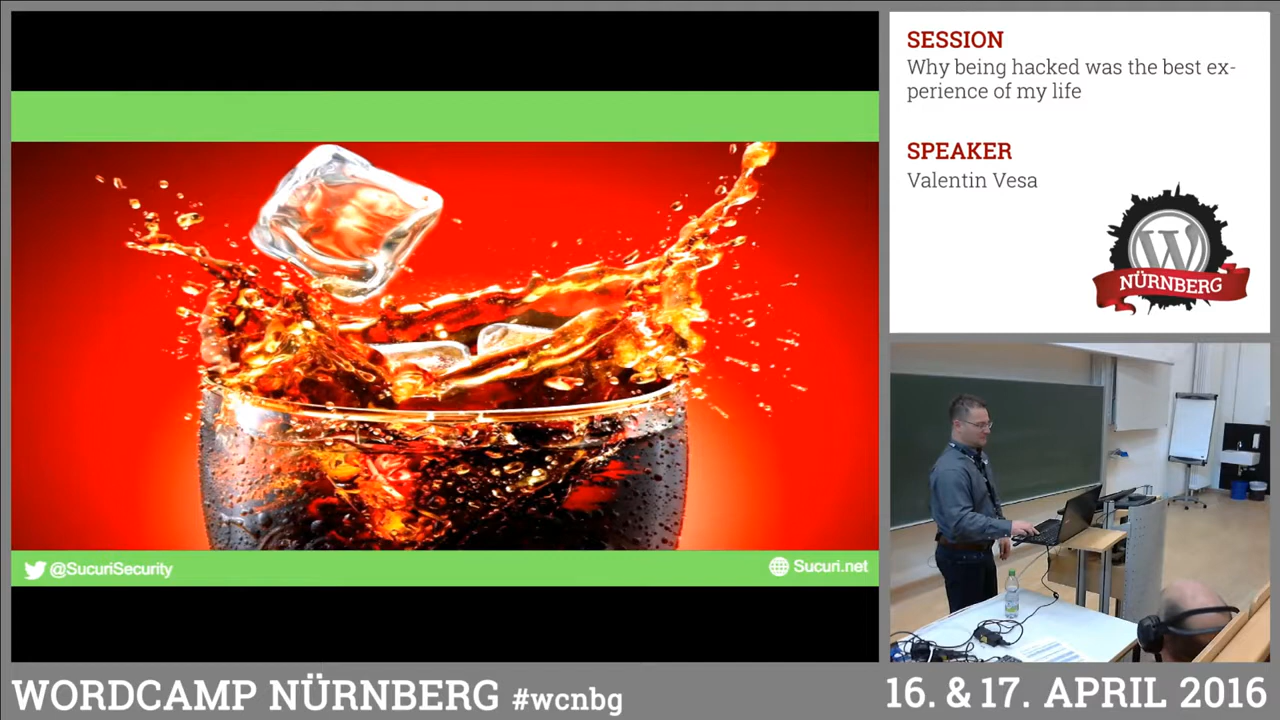 SESSION
Why being hacked was the best ex-
perience of my life
SPEAKER
Valentin Vesa
W
NÜRNBERG
@SucuriSecurity
Sucuri.net
WORDCAMP NÜRNBERG #wcnbg
16. & 17. APRIL 2016